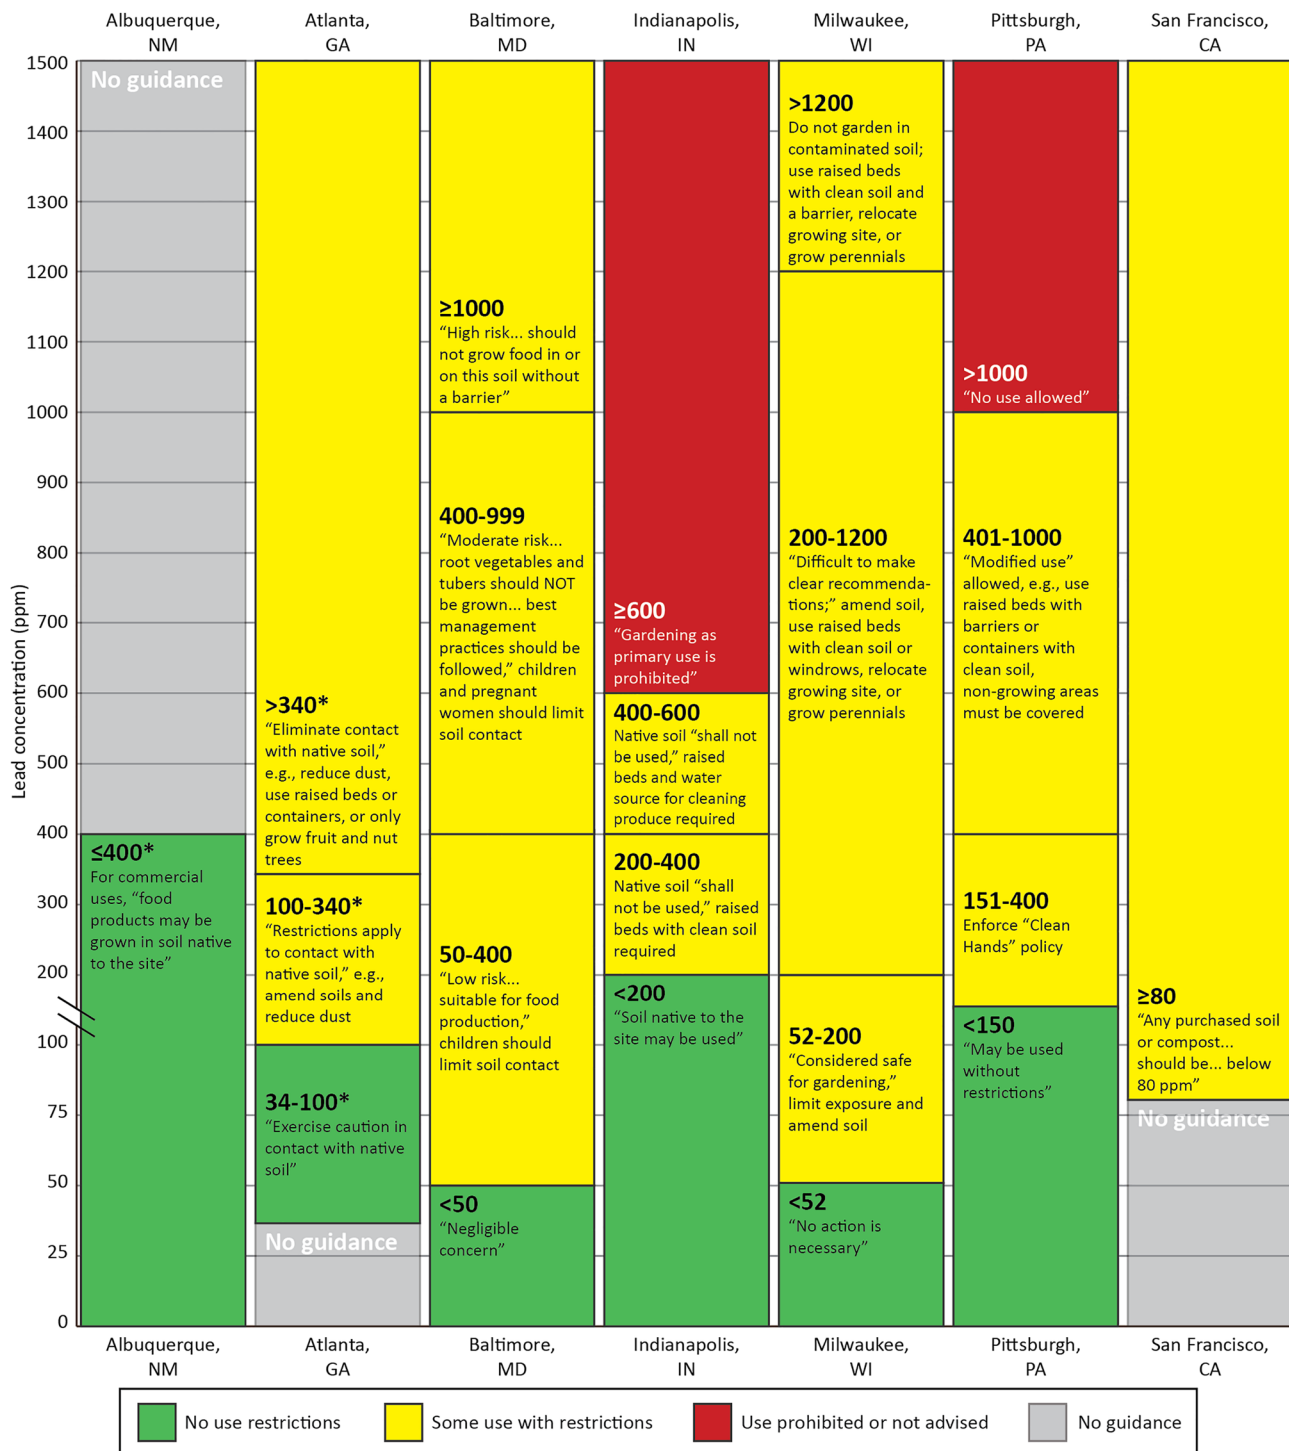 Albuquerque,
NM
Atlanta,
GA
Baltimore,
MD
Indianapolis,
IN
Milwaukee,
WI
Pittsburgh,
PA
San Francisco,
CA
Lead concentration (ppm)
1500
1400
1300
1200
1100
1000
900
800
700
600
500
400
300
200
100
75
50
25
0
No guidance
≤400*
For commercial
uses, “food
products may be
grown in soil native
to the site”
>340*
“Eliminate contact
with native soil,”
e.g., reduce dust,
use raised beds or
containers, or only
grow fruit and nut
trees
100-340*
“Restrictions apply
to contact with
native soil,” e.g.,
amend soils and
reduce dust
34-100*
“Exercise caution in
contact with native
soil”
No guidance
≥1000
“High risk... should
not grow food in or
on this soil without
a barrier”
400-999
“Moderate risk...
root vegetables and
tubers should NOT
be grown... best
management
practices should be
followed,” children
and pregnant
women should limit
soil contact
50-400
“Low risk...
suitable for food
production,”
children should
limit soil contact
<50
“Negligible
concern”
≥600
“Gardening as
primary use is
prohibited”
400-600
Native soil “shall not
be used,” raised
beds and water
source for cleaning
produce required
200-400
Native soil “shall
not be used,” raised
beds with clean soil
required
<200
“Soil native to the
site may be used”
>1200
Do not garden in
contaminated soil;
use raised beds
with clean soil and
a barrier, relocate
growing site, or
grow perennials
200-1200
“Difficult to make
clear recommenda-
tions;” amend soil,
use raised beds
with clean soil or
windrows, relocate
growing site, or
grow perennials
52-200
“Considered safe
for gardening,”
limit exposure and
amend soil
<52
“No action is
necessary”
>1000
“No use allowed”
401-1000
“Modified use”
allowed, e.g., use
raised beds with
barriers or
containers with
clean soil,
non-growing areas
must be covered
151-400
Enforce “Clean
Hands” policy
<150
“May be used
without
restrictions”
≥80
“Any purchased soil
or compost...
should be... below
80 ppm”
No guidance
Albuquerque,
NM
Atlanta,
GA
Baltimore,
MD
Indianapolis,
IN
Milwaukee,
WI
Pittsburgh,
PA
San Francisco,
CA
No use restrictions
Some use with restrictions
Use prohibited or not advised
No guidance